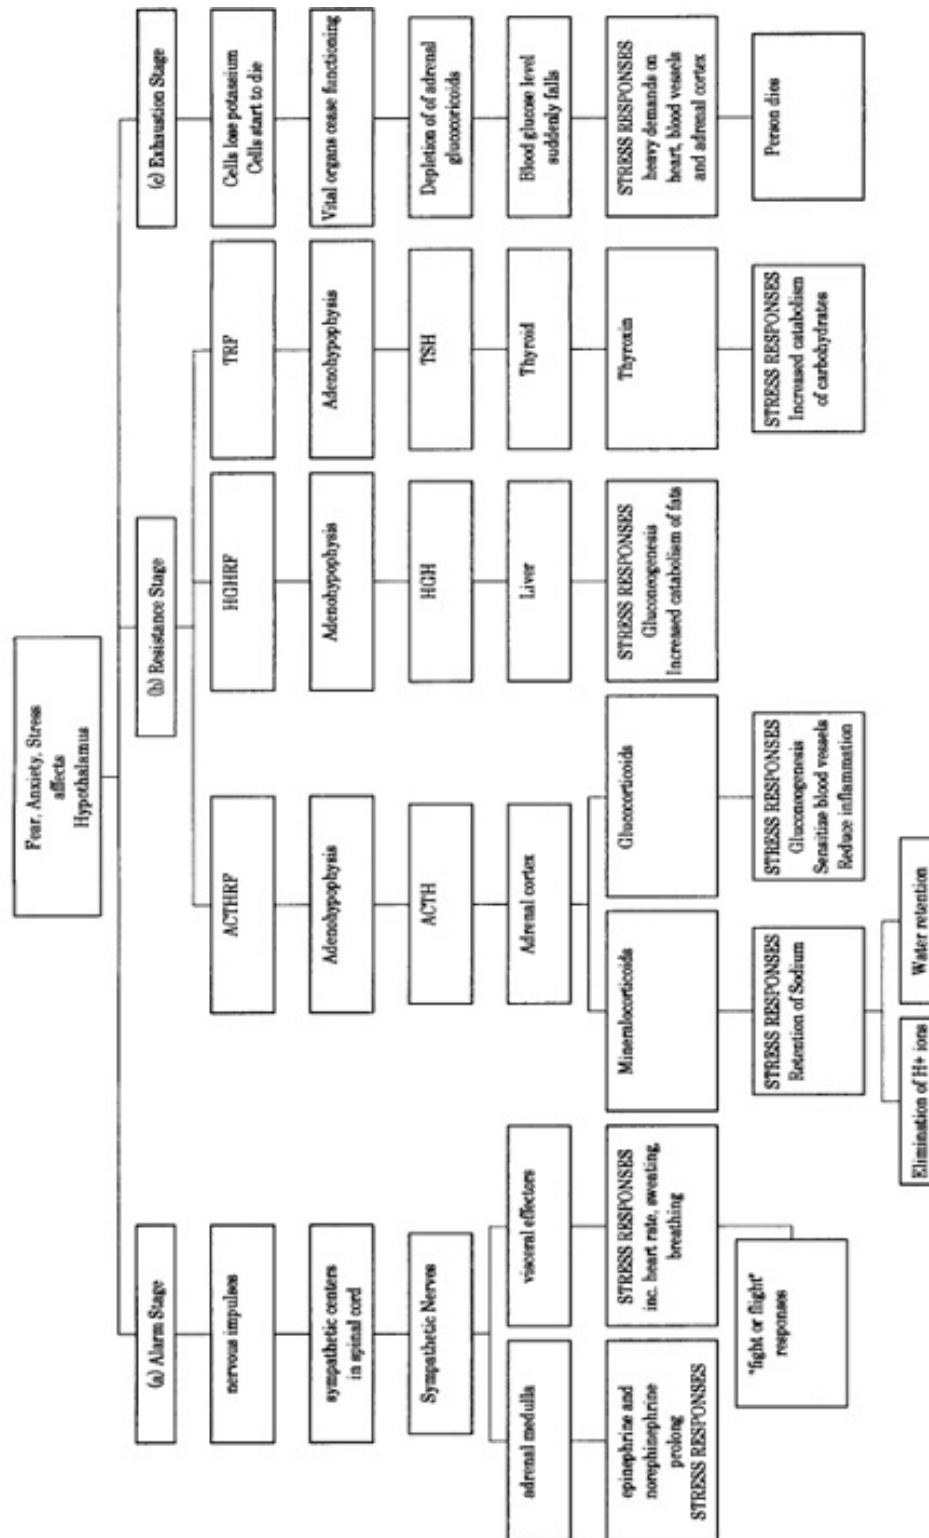 Fear, Anxiety, Stress
affects
Hypothalamus
(a) Alarm Stage
(b) Resistance Stage
(c) Exhaustion Stage
nervous impulses
ACTHRF
HGHRF
TRF
Cells lose potassium
Cells start to die
sympathetic centers
in spinal cord
Adenohypophysis
Adenohypophysis
Adenohypophysis
Vital organs cease functioning
Sympathetic Nerves
ACTH
HGH
TSH
Depletion of adrenal
glucocoricoids
adrenal medulla
visceral effectors
Adrenal cortex
Liver
Thyroid
Blood glucose level
suddenly falls
epinephrine and
norephinephrine
prolong
STRESS RESPONSES
STRESS RESPONSES
inc. heart rate, sweating,
breathing
Mineralocorticoids
Glucocorticoids
STRESS RESPONSES
Gluconeogenesis
Increased catabolism of fats
Thyroxin
STRESS RESPONSES
heavy demands on
heart, blood vessels
and adrenal cortex
"fight or flight"
responses
STRESS RESPONSES
Retention of Sodium
STRESS RESPONSES
Gluconeogenesis
Sensitize blood vessels
Reduce inflammation
STRESS RESPONSES
Increased catabolism
of carbohydrates
Person dies
Elimination of H+ ions
Water retention